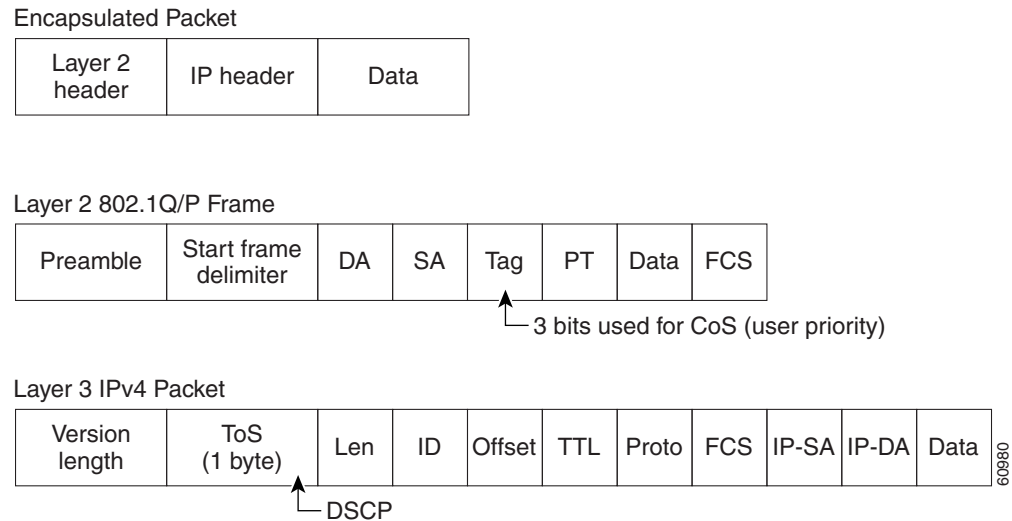 Encapsulated Packet
Layer 2
header
IP header
Data
Layer 2 802.1Q/P Frame
Preamble
Start frame
delimiter
DA
SA
Tag
PT
Data
FCS
3 bits used for CoS (user priority)
Layer 3 IPv4 Packet
Version
length
ToS
(1 byte)
Len
ID
Offset
TTL
Proto
FCS
IP-SA
IP-DA
Data
DSCP
60980